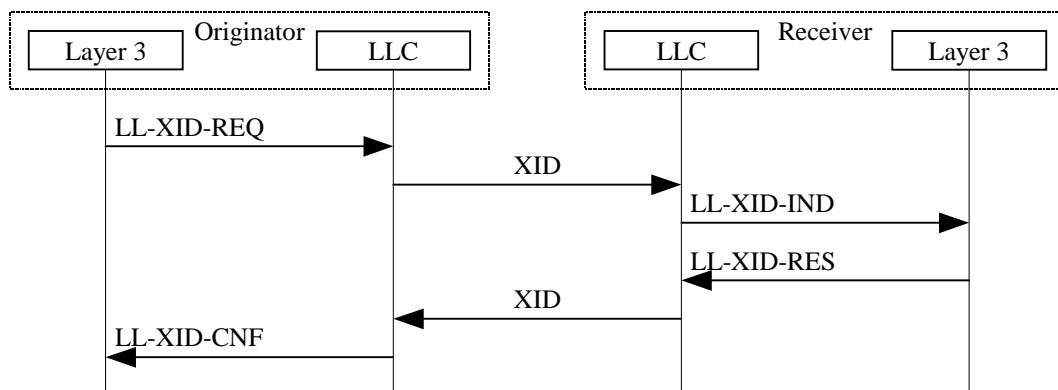 Originator
Receiver
Layer 3
LLC
LLC
Layer 3
LL-XID-REQ
XID
LL-XID-IND
LL-XID-RES
XID
LL-XID-CNF